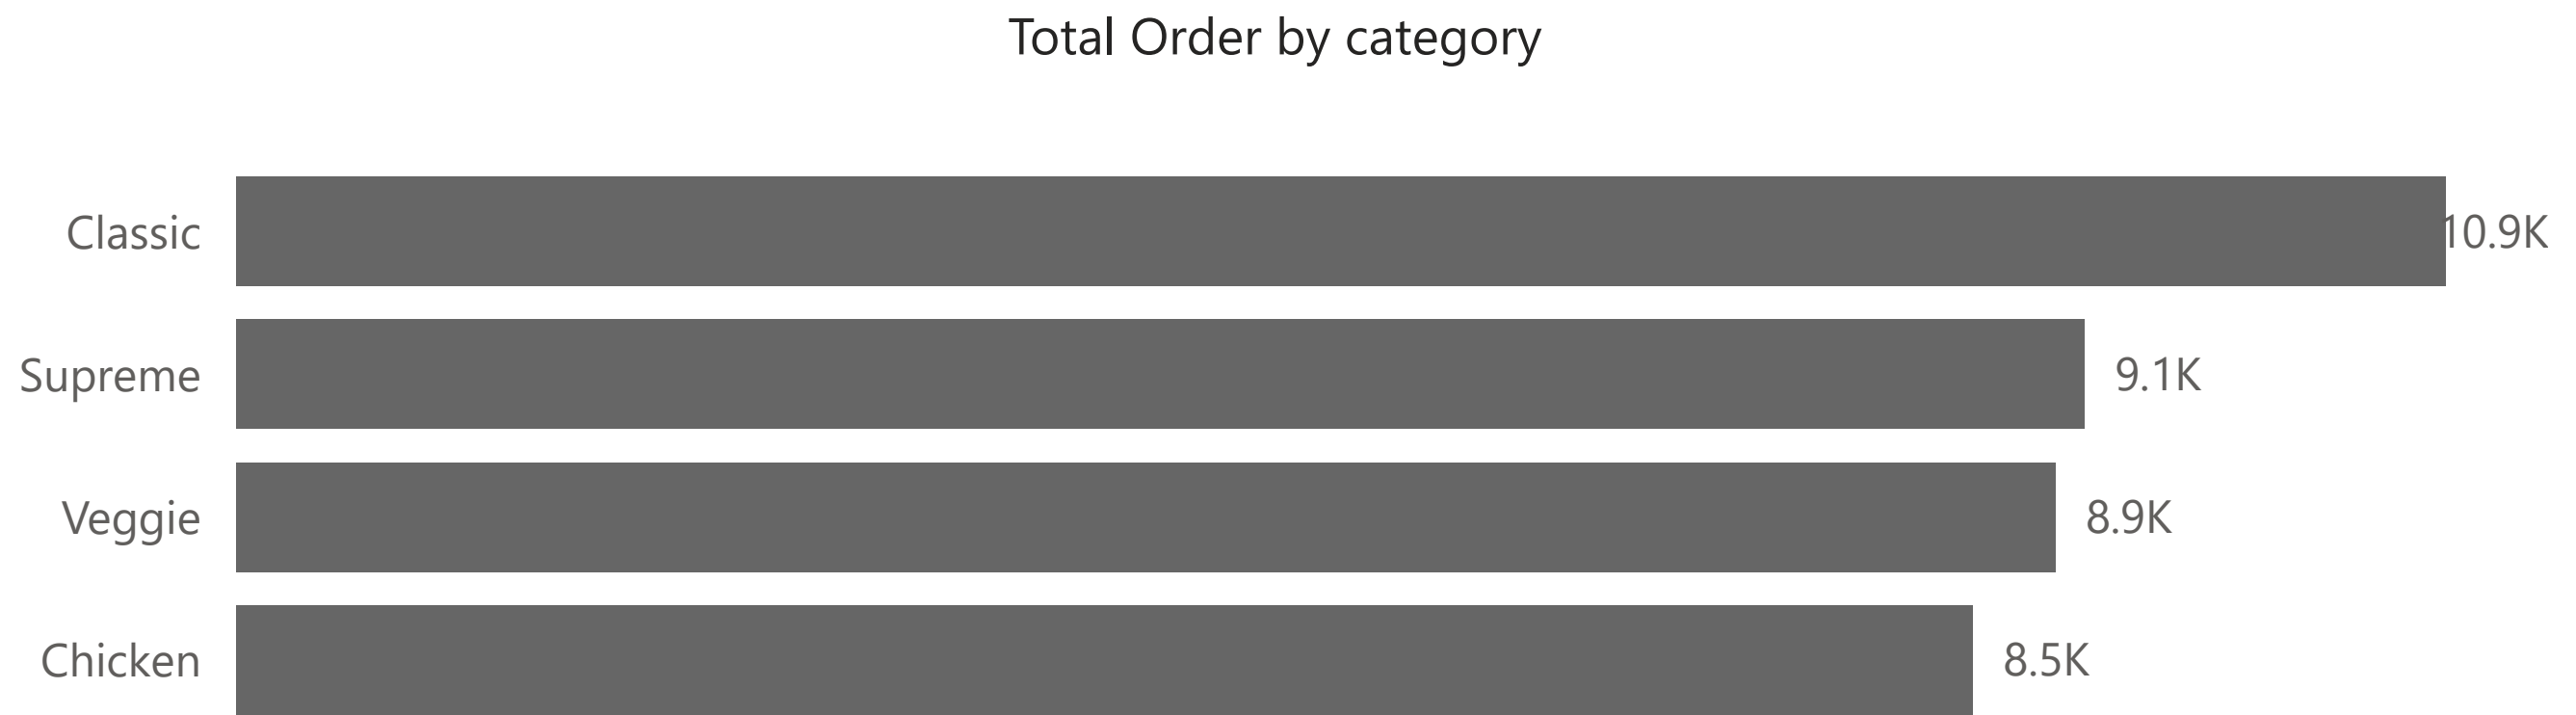 Total Order by category
Classic 10.9K
Supreme 9.1K
Veggie 8.9K
Chicken 8.5K